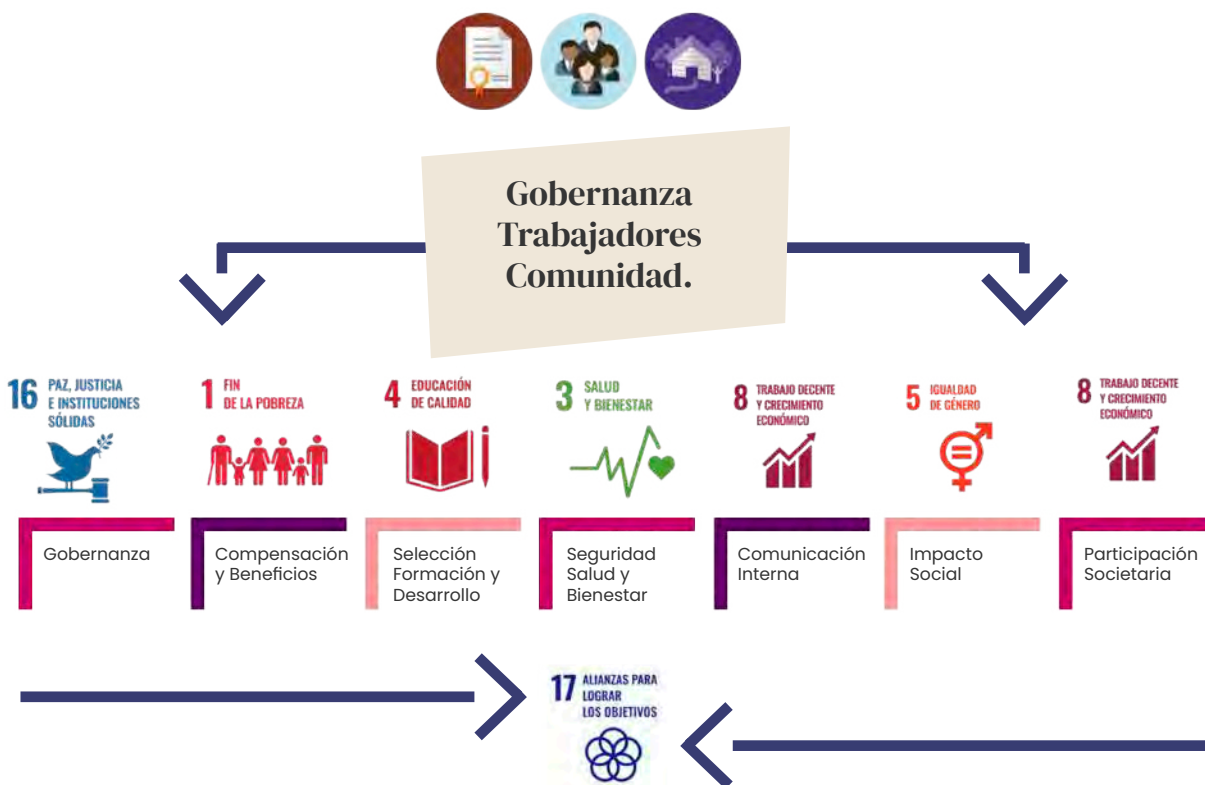 Gobernanza
Trabajadores
Comunidad.
16 PAZ, JUSTICIA
E INSTITUCIONES
SÓLIDAS
1 FIN
DE LA POBREZA
4 EDUCACIÓN
DE CALIDAD
3 SALUD
Y BIENESTAR
8 TRABAJO DECENTE
Y CRECIMIENTO
ECONÓMICO
5 IGUALDAD
DE GÉNERO
8 TRABAJO DECENTE
Y CRECIMIENTO
ECONÓMICO
Gobernanza
Compensación
y Beneficios
Selección
Formación y
Desarrollo
Seguridad
Salud y
Bienestar
Comunicación
Interna
Impacto
Social
Participación
Societaria
17 ALIANZAS PARA
LOGRAR
LOS OBJETIVOS